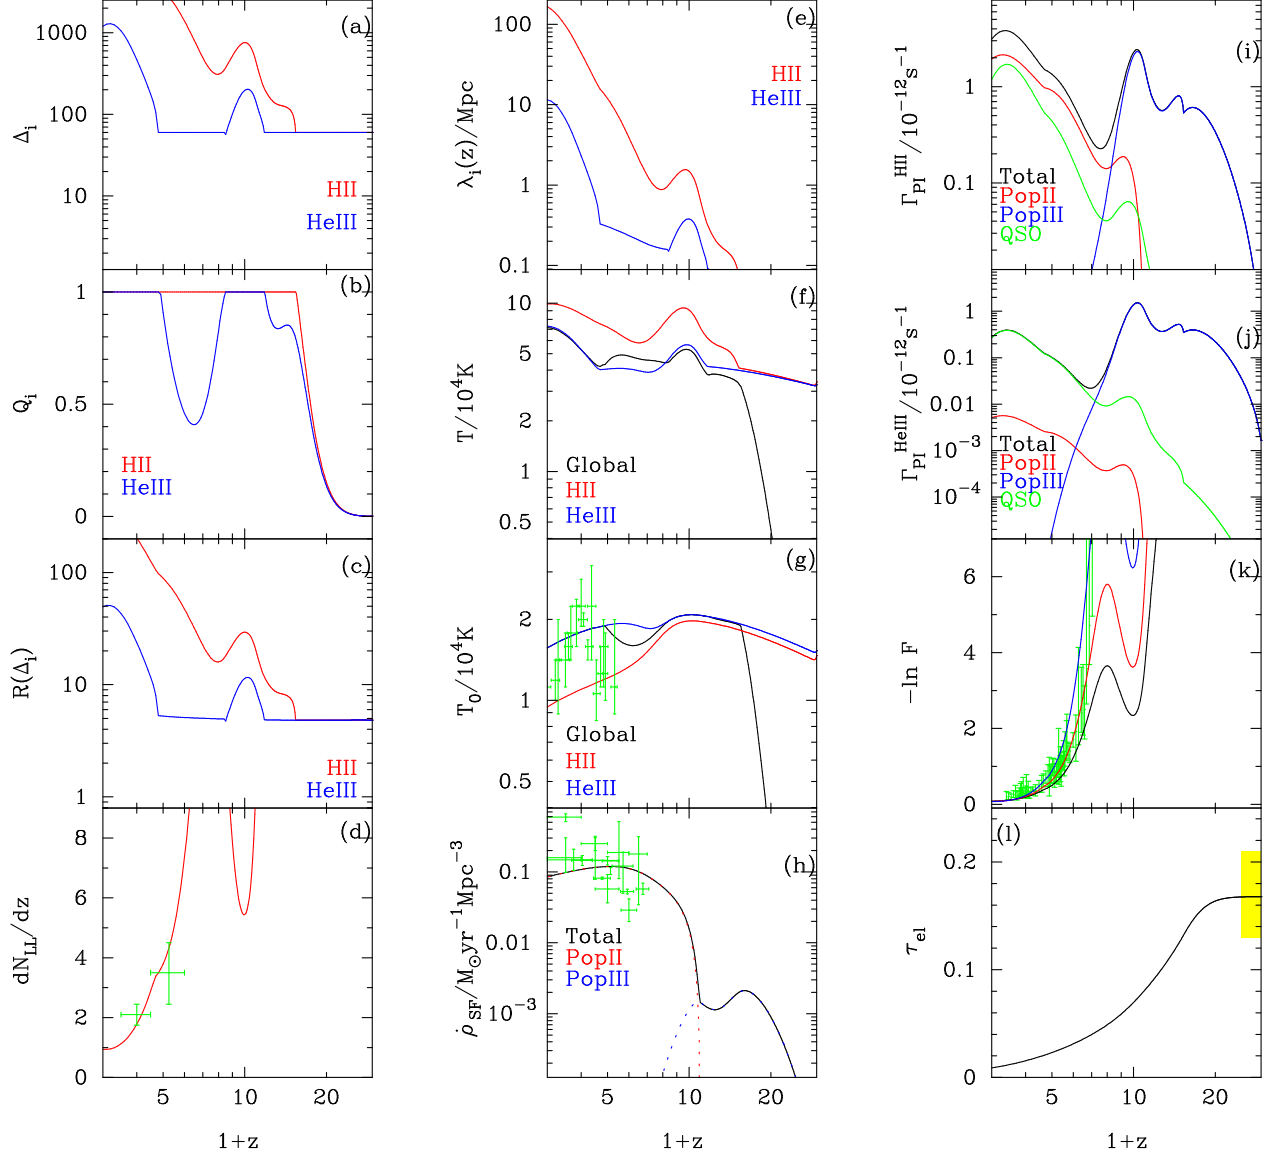 (a)
1000
100
10
Δi
HII
HeIII
(b)
1
0.5
0
Qi
HII
HeIII
(c)
100
10
1
R(Δi)
HII
HeIII
(d)
8
6
4
2
0
dNLL/dz
5 10 20
1+z
(e)
100
10
1
0.1
λi(z)/Mpc
HII
HeIII
(f)
10
5
2
1
0.5
T/10⁴K
Global
HII
HeIII
(g)
2
1
0.5
T0/10⁴K
Global
HII
HeIII
(h)
0.1
0.01
10⁻³
ρ̇SF/M⊙yr⁻¹Mpc⁻³
Total
PopII
PopIII
5 10 20
1+z
(i)
1
0.1
ΓPI^HII/10⁻¹²s⁻¹
Total
PopII
PopIII
QSO
(j)
1
0.1
0.01
10⁻³
10⁻⁴
ΓPI^HeIII/10⁻¹²s⁻¹
Total
PopII
PopIII
QSO
(k)
6
4
2
0
−ln F
(l)
0.2
0.1
0
τel
5 10 20
1+z